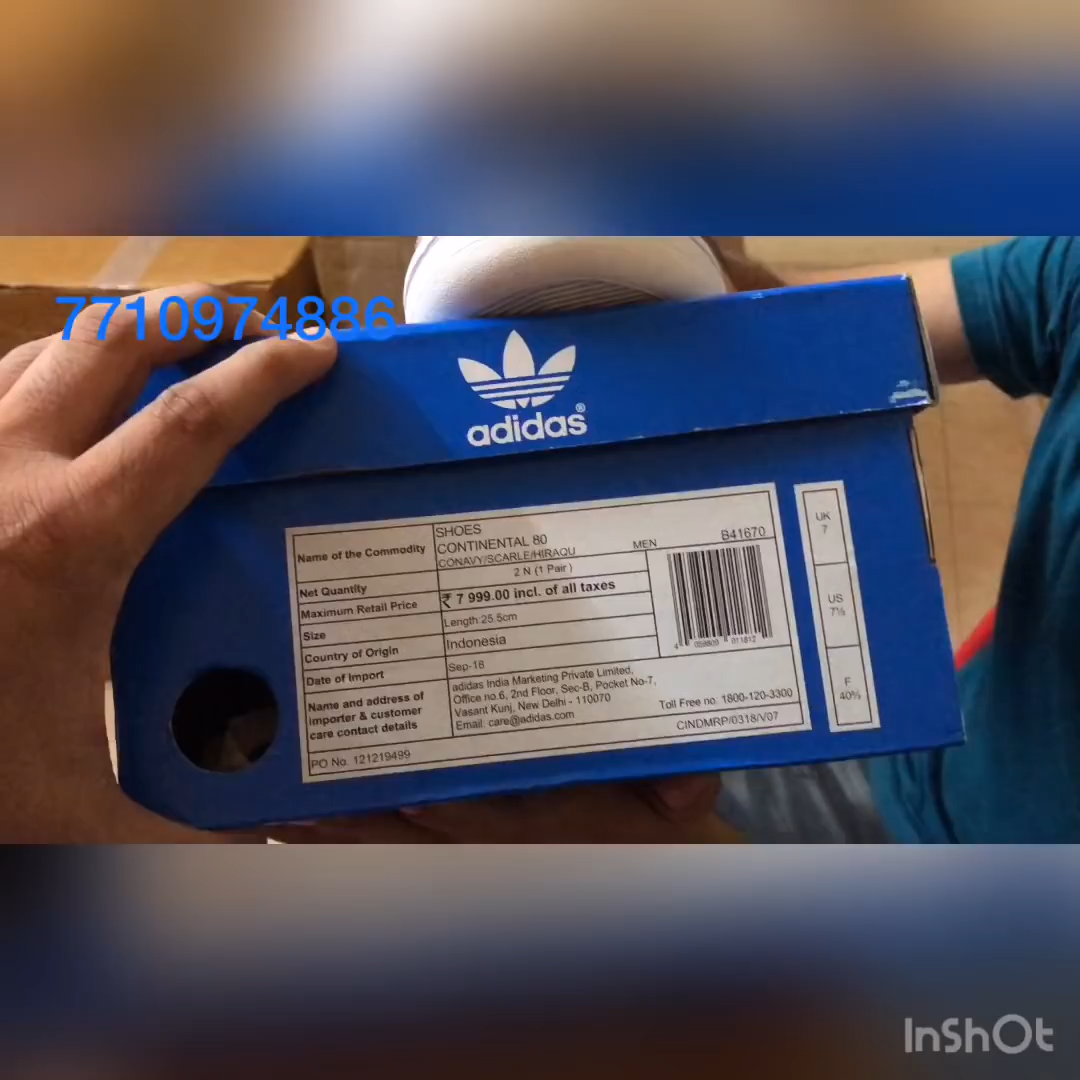 7710974886
adidas®
Name of the Commodity
SHOES
CONTINENTAL 80
CONAVY/SCARLE/HIRAQU
MEN
B41670
Net Quantity
2 N (1 Pair)
Maximum Retail Price
₹ 7 999.00 incl. of all taxes
Size
Length:25.5cm
Country of Origin
Indonesia
Date of Import
Sep-18
4 059809 011812
Name and address of
importer & customer
care contact details
adidas India Marketing Private Limited,
Office no.6, 2nd Floor, Sec-B, Pocket No-7,
Vasant Kunj, New Delhi - 110070
Email: care@adidas.com
Toll Free no. 1800-120-3300
CINDMRP/0318/V07
PO No. 121219499
UK
7
US
7½
F
40⅔
InShOt